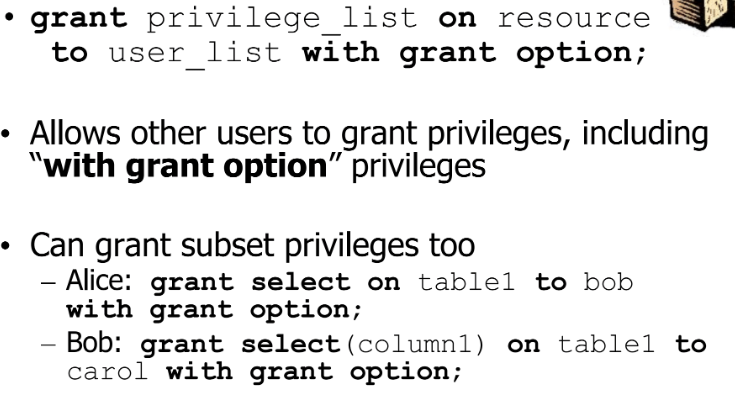 • grant privilege_list on resource
to user_list with grant option;
• Allows other users to grant privileges, including
“with grant option” privileges
• Can grant subset privileges too
– Alice: grant select on table1 to bob
with grant option;
– Bob: grant select(column1) on table1 to
carol with grant option;